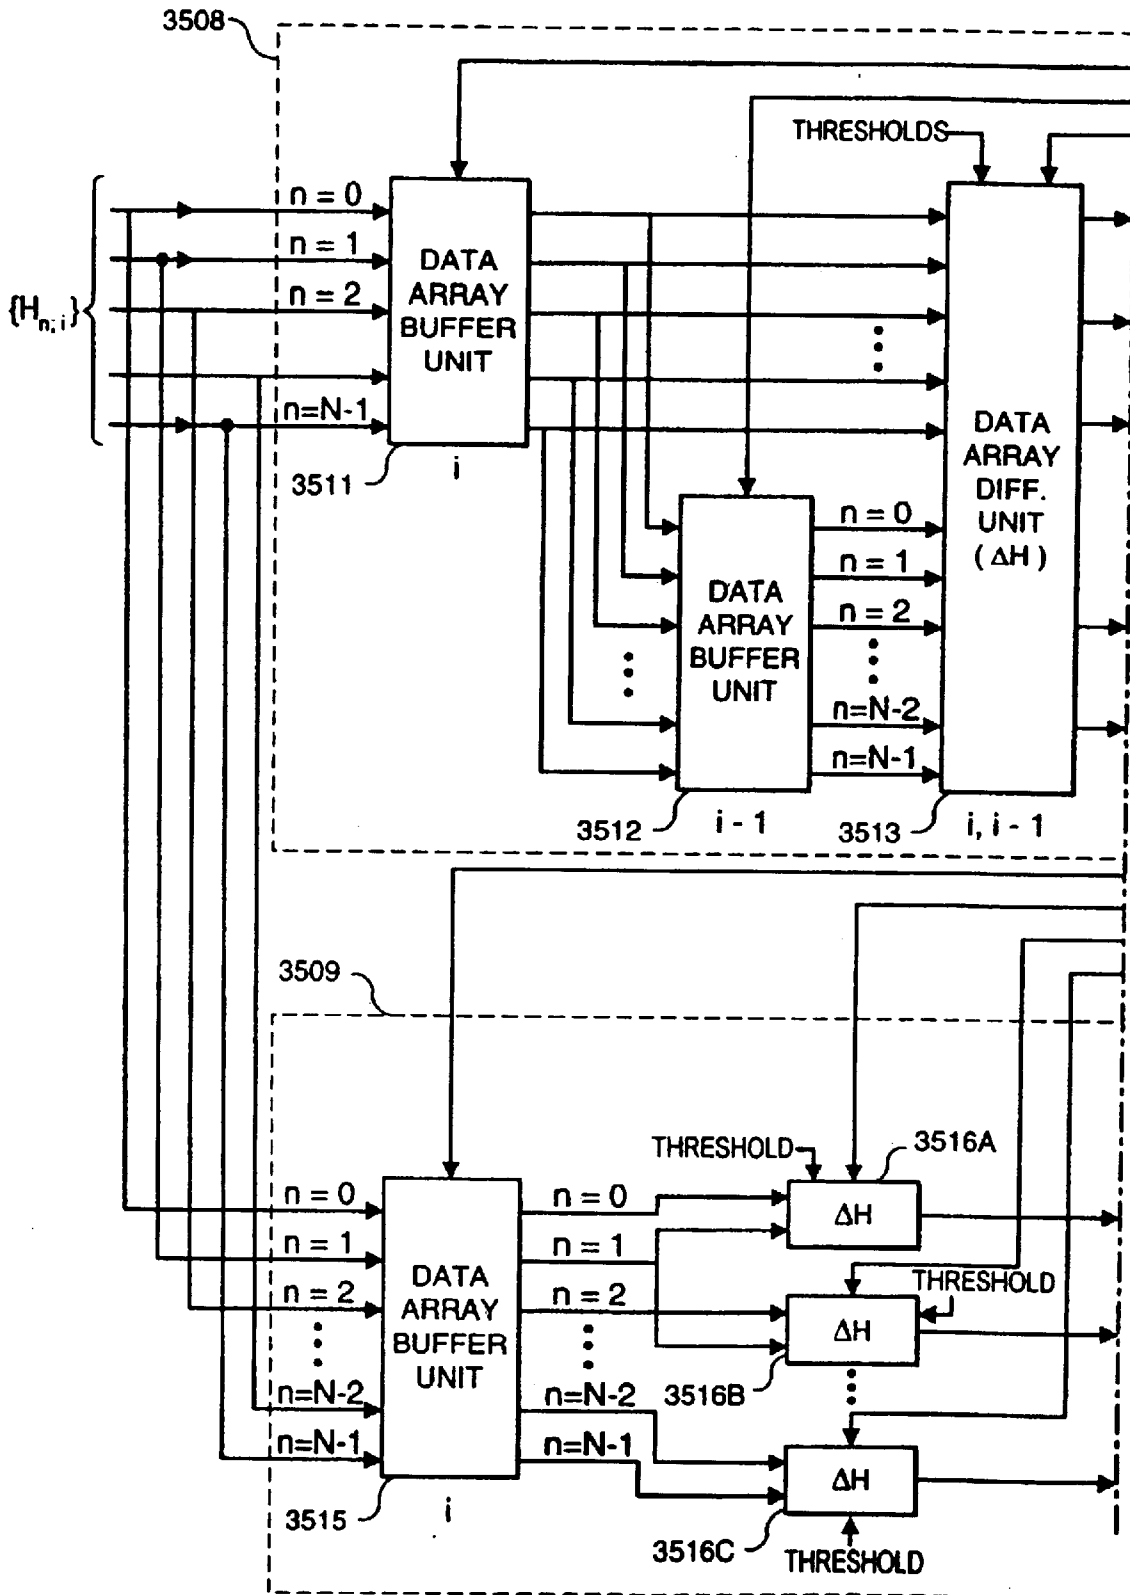 3508
THRESHOLDS
{Hn;i}
n = 0
n = 1
n = 2
n=N-1
DATA
ARRAY
BUFFER
UNIT
3511
i
n = 0
n = 1
n = 2
n=N-2
n=N-1
DATA
ARRAY
BUFFER
UNIT
3512
i - 1
DATA
ARRAY
DIFF.
UNIT
( ΔH )
3513
i, i - 1
3509
n = 0
n = 1
n = 2
n=N-2
n=N-1
DATA
ARRAY
BUFFER
UNIT
3515
i
n = 0
n = 1
n = 2
n=N-2
n=N-1
THRESHOLD
3516A
ΔH
THRESHOLD
ΔH
3516B
ΔH
3516C
THRESHOLD